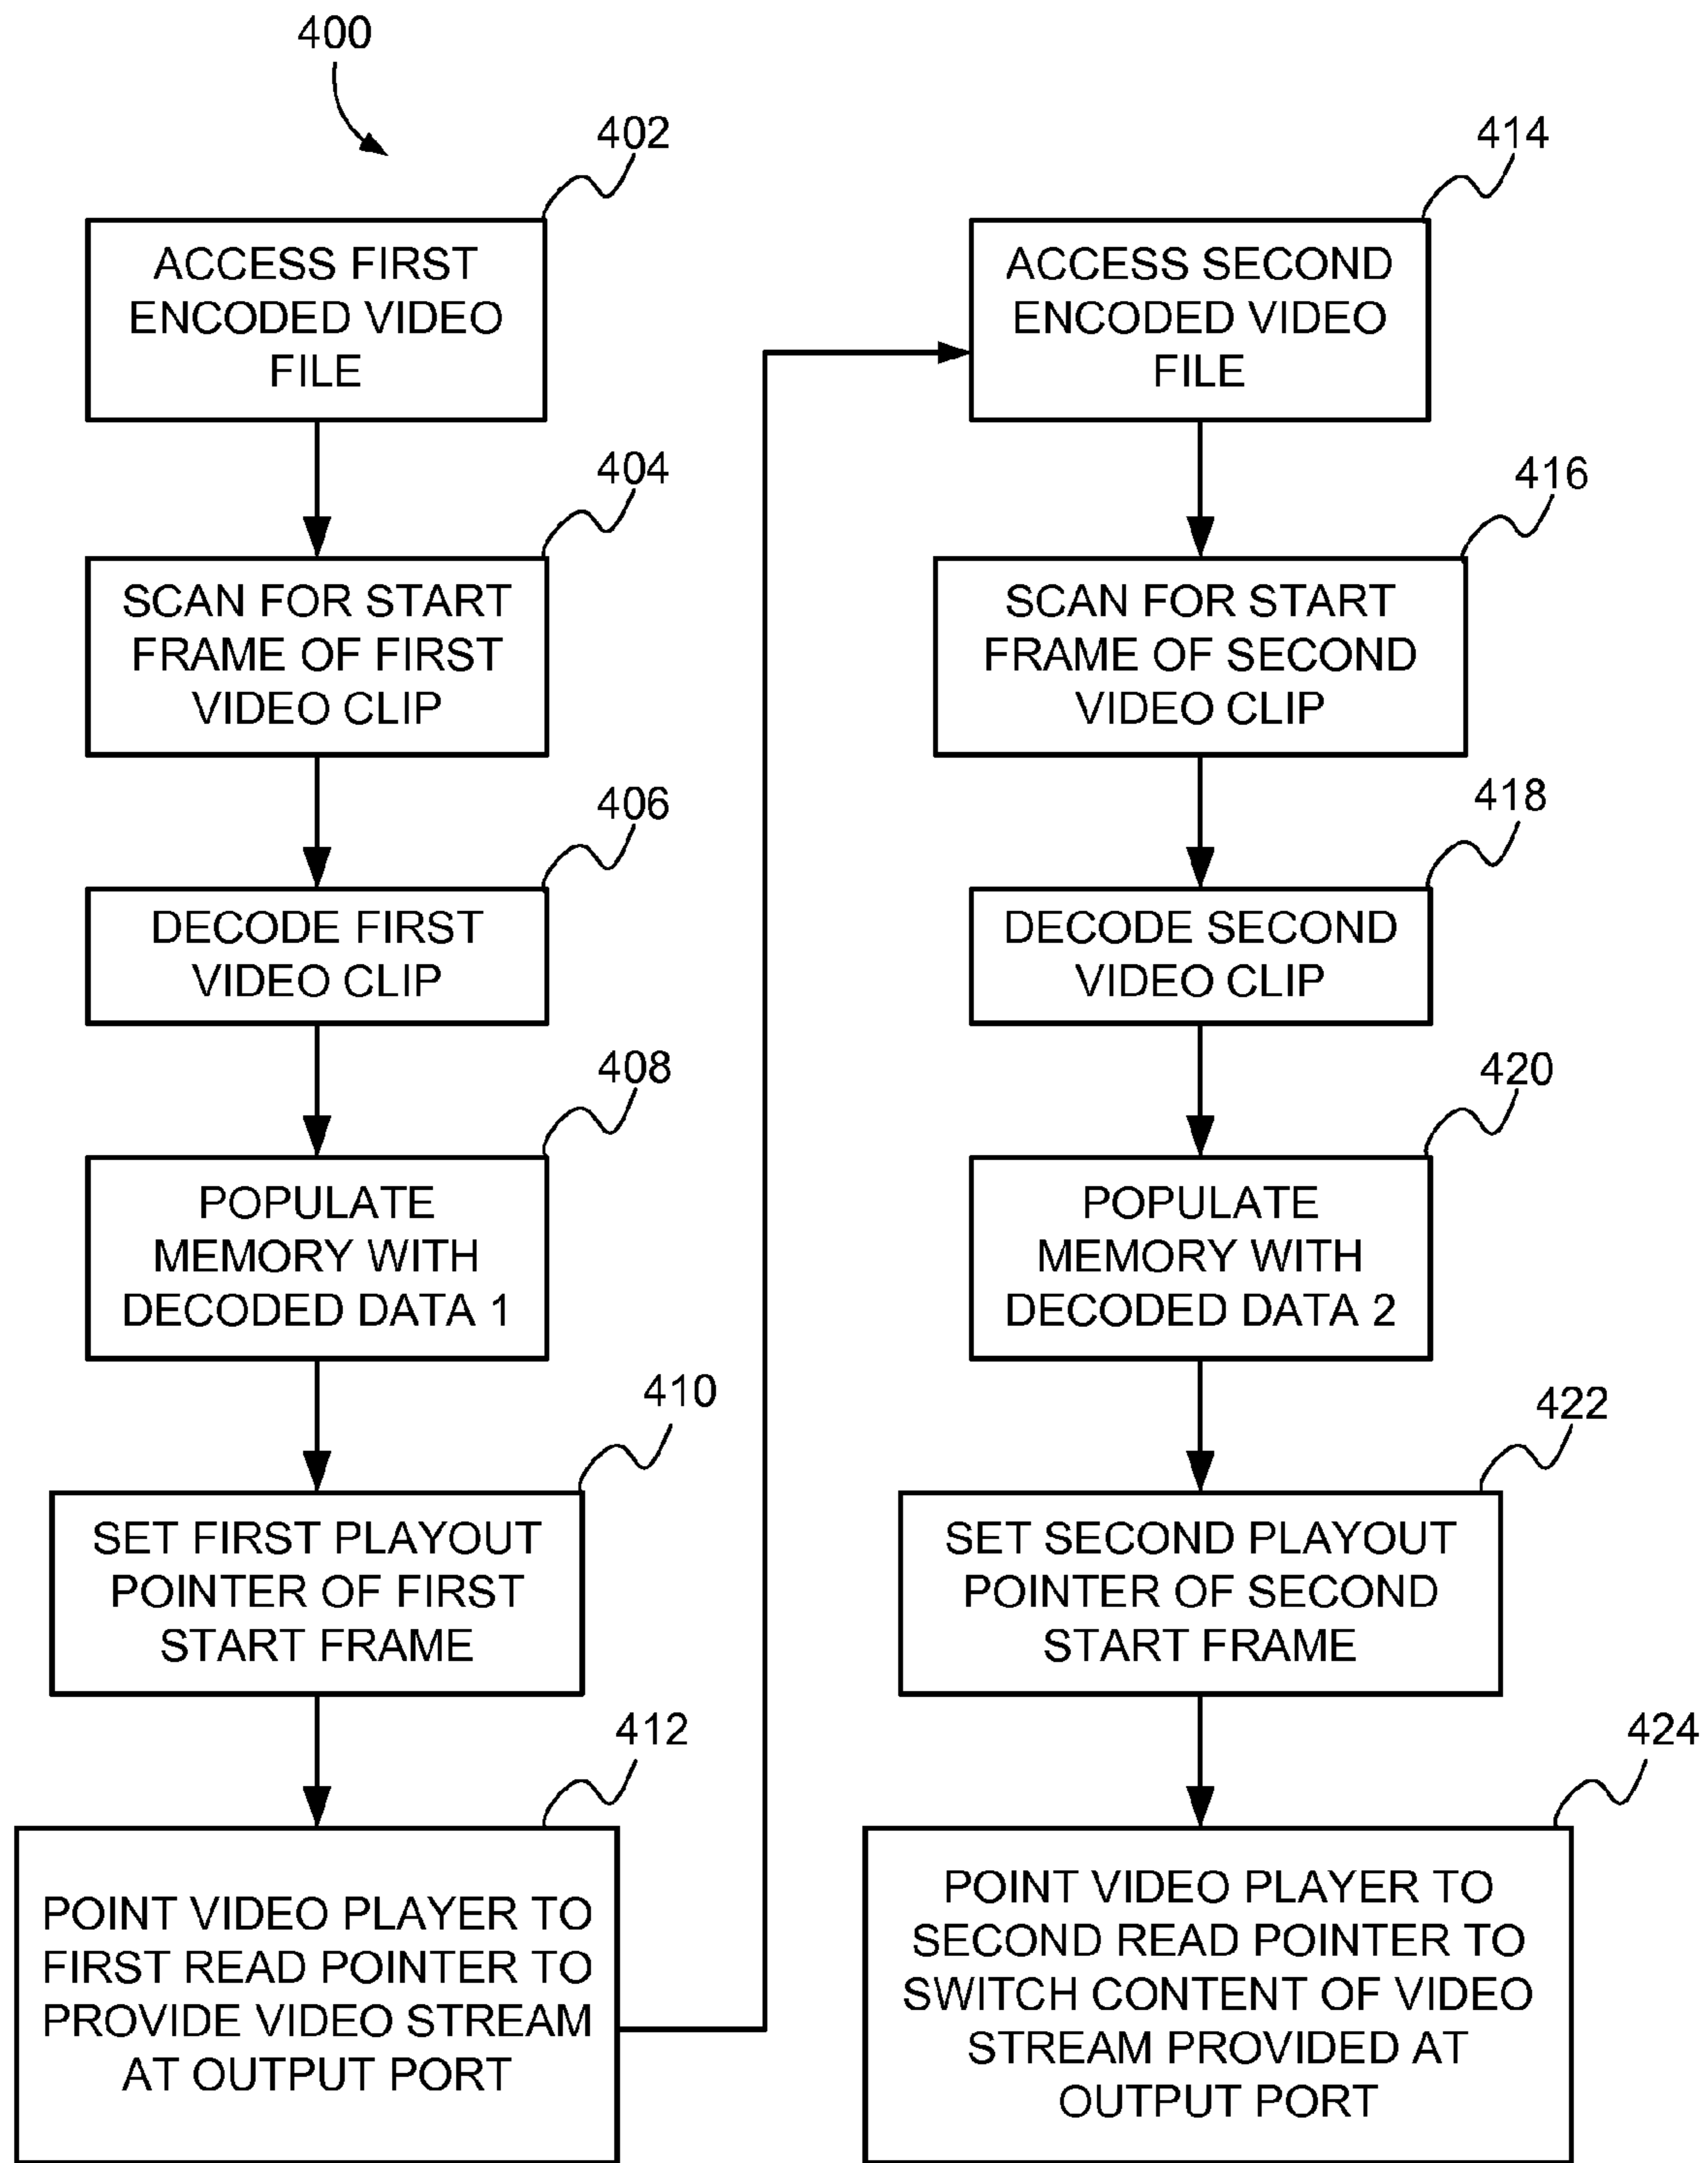 400
402
ACCESS FIRST
ENCODED VIDEO
FILE
404
SCAN FOR START
FRAME OF FIRST
VIDEO CLIP
406
DECODE FIRST
VIDEO CLIP
408
POPULATE
MEMORY WITH
DECODED DATA 1
410
SET FIRST PLAYOUT
POINTER OF FIRST
START FRAME
412
POINT VIDEO PLAYER TO
FIRST READ POINTER TO
PROVIDE VIDEO STREAM
AT OUTPUT PORT
414
ACCESS SECOND
ENCODED VIDEO
FILE
416
SCAN FOR START
FRAME OF SECOND
VIDEO CLIP
418
DECODE SECOND
VIDEO CLIP
420
POPULATE
MEMORY WITH
DECODED DATA 2
422
SET SECOND PLAYOUT
POINTER OF SECOND
START FRAME
424
POINT VIDEO PLAYER TO
SECOND READ POINTER TO
SWITCH CONTENT OF VIDEO
STREAM PROVIDED AT
OUTPUT PORT